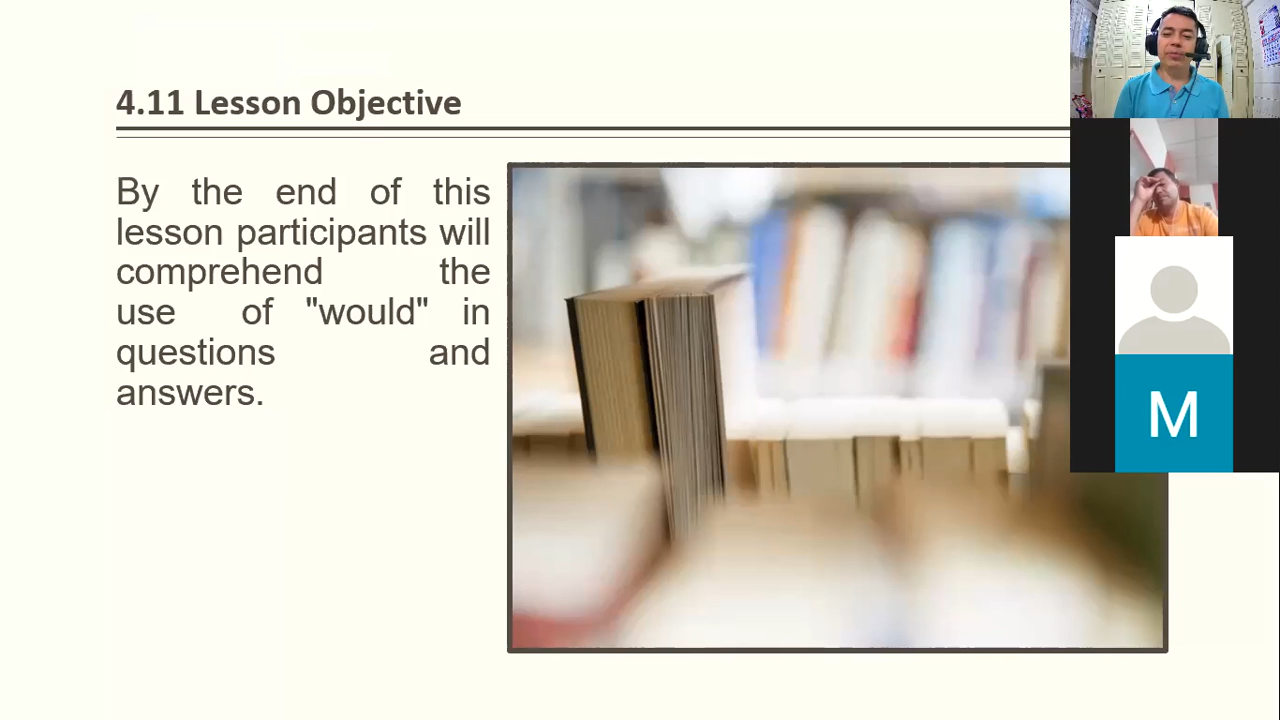 4.11 Lesson Objective
By the end of this
lesson participants will
comprehend the
use of "would" in
questions and
answers.
M